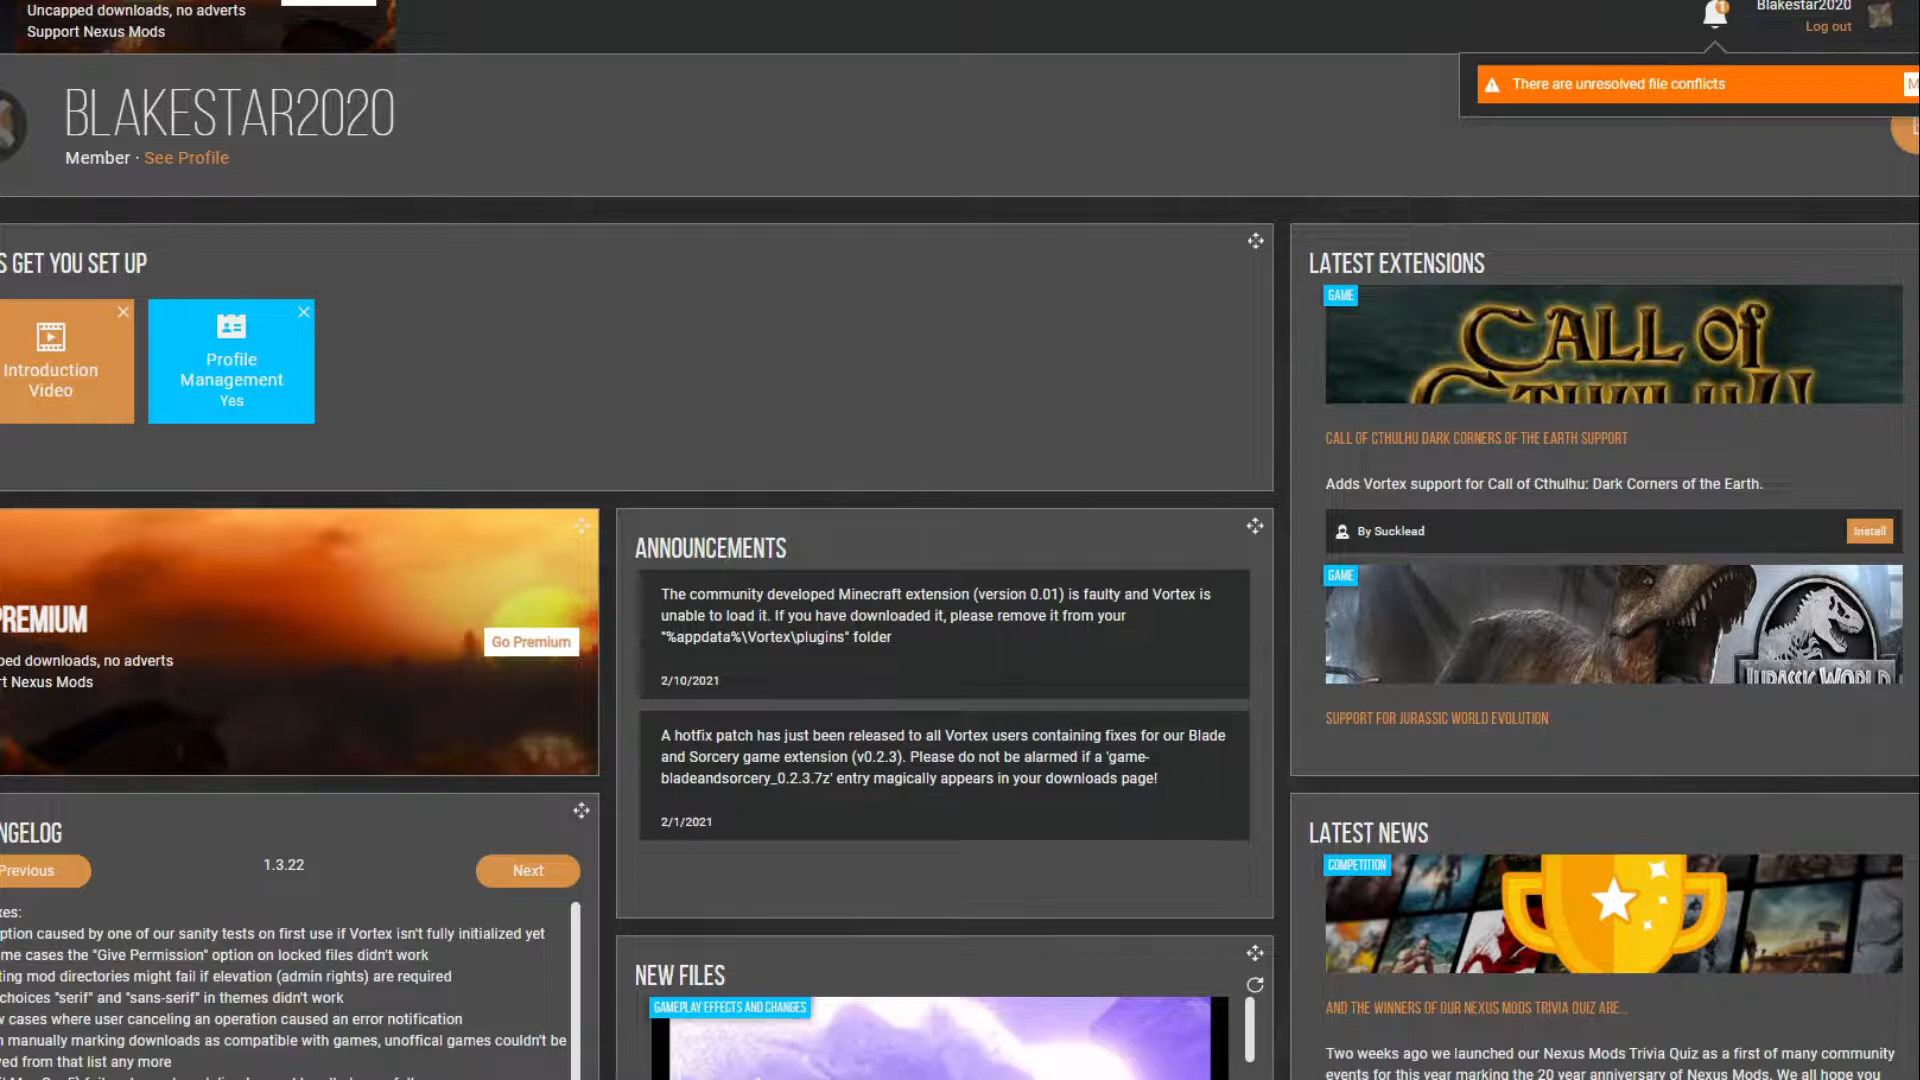 Uncapped downloads, no adverts
Support Nexus Mods
Blakestar2020
Log out
There are unresolved file conflicts
BLAKESTAR2020
Member · See Profile
S GET YOU SET UP
Introduction
Video
Profile
Management
Yes
LATEST EXTENSIONS
GAME
CALL of
CTHULHU
CALL OF CTHULHU DARK CORNERS OF THE EARTH SUPPORT
Adds Vortex support for Call of Cthulhu: Dark Corners of the Earth.
By Sucklead
Install
GAME
JURASSIC WORLD
SUPPORT FOR JURASSIC WORLD EVOLUTION
PREMIUM
ped downloads, no adverts
rt Nexus Mods
Go Premium
ANNOUNCEMENTS
The community developed Minecraft extension (version 0.01) is faulty and Vortex is
unable to load it. If you have downloaded it, please remove it from your
"%appdata%\Vortex\plugins" folder
2/10/2021
A hotfix patch has just been released to all Vortex users containing fixes for our Blade
and Sorcery game extension (v0.2.3). Please do not be alarmed if a 'game-
bladeandsorcery_0.2.3.7z' entry magically appears in your downloads page!
2/1/2021
NGELOG
Previous
1.3.22
Next
xes:
ption caused by one of our sanity tests on first use if Vortex isn't fully initialized yet
me cases the "Give Permission" option on locked files didn't work
ting mod directories might fail if elevation (admin rights) are required
choices "serif" and "sans-serif" in themes didn't work
w cases where user canceling an operation caused an error notification
n manually marking downloads as compatible with games, unoffical games couldn't be
ved from that list any more
NEW FILES
GAMEPLAY EFFECTS AND CHANGES
LATEST NEWS
COMPETITION
AND THE WINNERS OF OUR NEXUS MODS TRIVIA QUIZ ARE...
Two weeks ago we launched our Nexus Mods Trivia Quiz as a first of many community
events for this year marking the 20 year anniversary of Nexus Mods. We all hope you